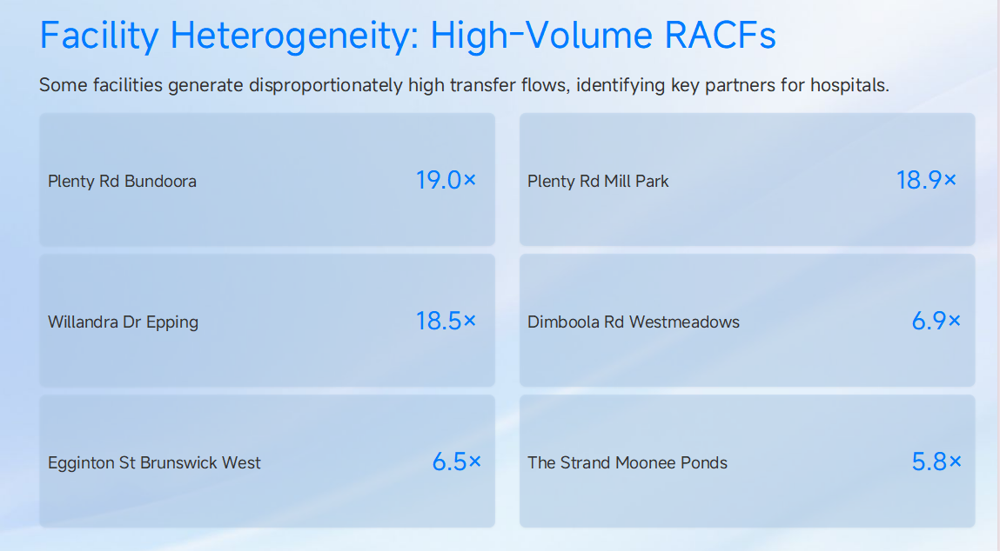 Facility Heterogeneity: High-Volume RACFs
Some facilities generate disproportionately high transfer flows, identifying key partners for hospitals.
Plenty Rd Bundoora 19.0×
Plenty Rd Mill Park 18.9×
Willandra Dr Epping 18.5×
Dimboola Rd Westmeadows 6.9×
Egginton St Brunswick West 6.5×
The Strand Moonee Ponds 5.8×